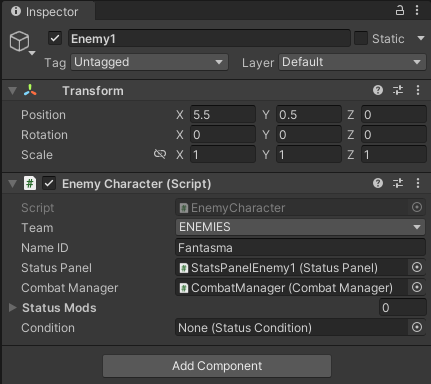 Inspector
Enemy1 Static
Tag Untagged Layer Default
Transform
Position X 5.5 Y 0.5 Z 0
Rotation X 0 Y 0 Z 0
Scale X 1 Y 1 Z 1
# Enemy Character (Script)
Script # EnemyCharacter
Team ENEMIES
Name ID Fantasma
Status Panel # StatsPanelEnemy1 (Status Panel)
Combat Manager # CombatManager (Combat Manager)
Status Mods 0
Condition None (Status Condition)
Add Component